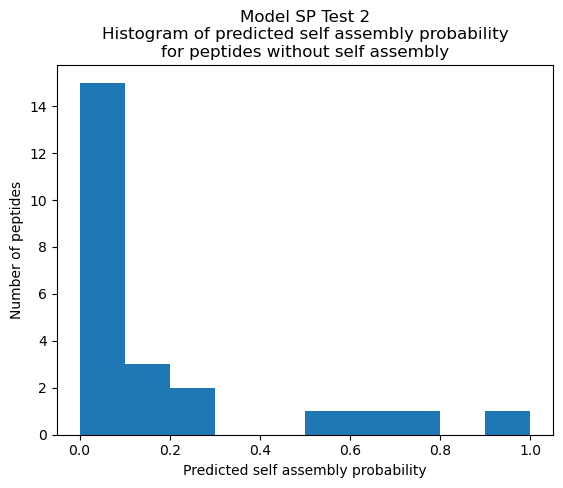 Model SP Test 2
Histogram of predicted self assembly probability
for peptides without self assembly
Number of peptides
14
12
10
8
6
4
2
0
0.0 0.2 0.4 0.6 0.8 1.0
Predicted self assembly probability